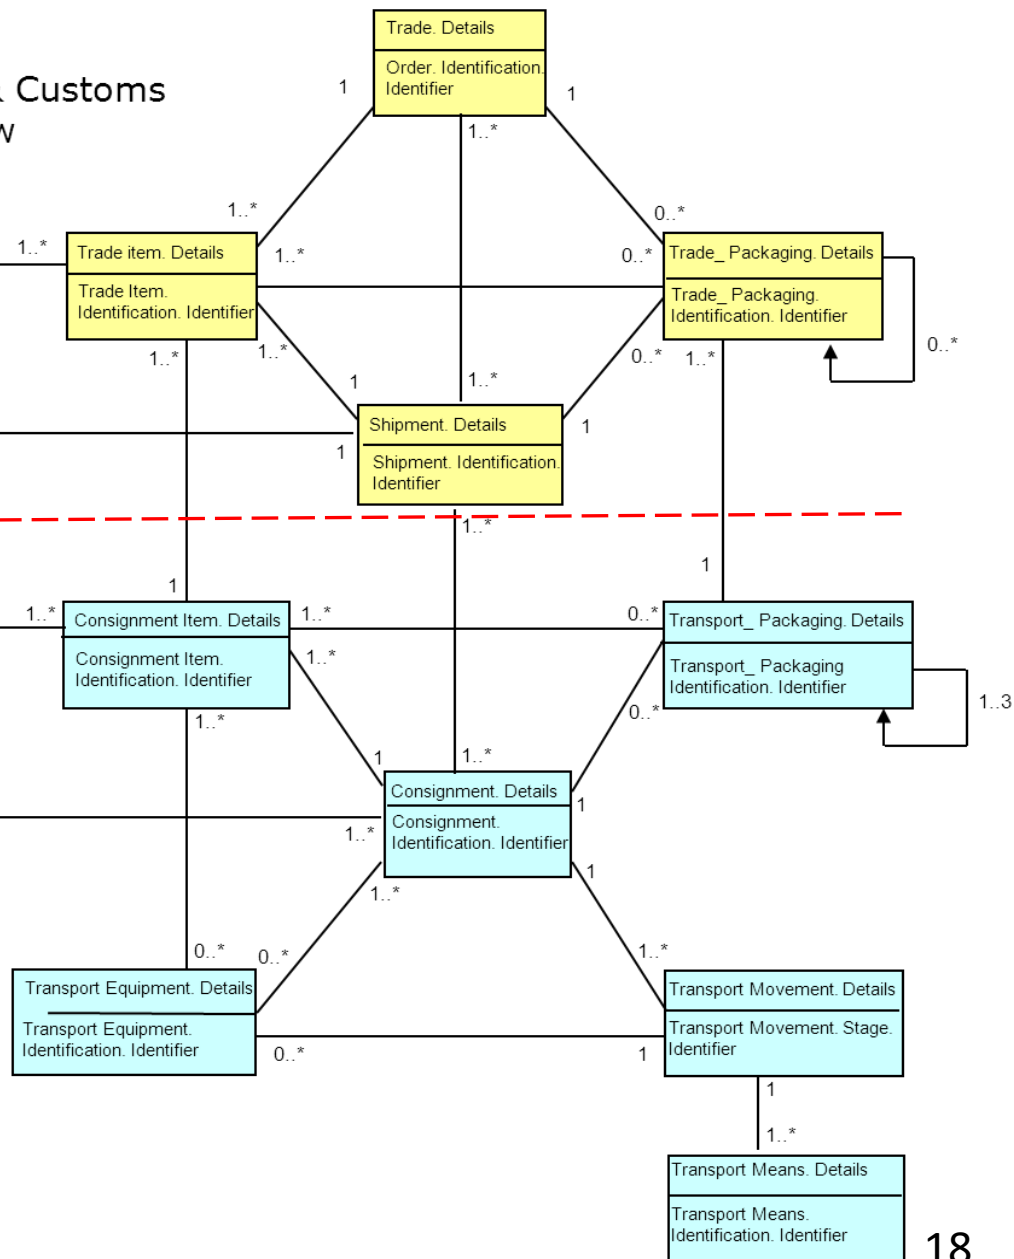 Trade. Details
Order. Identification.
Identifier
Customs
1
1
1..*
1..*
0..*
1..*
1..*
0..*
Trade item. Details
Trade Item.
Identification. Identifier
Trade_ Packaging. Details
Trade_ Packaging.
Identification. Identifier
0..*
1..*
1..*
0..*
1..*
1
1..*
Shipment. Details
Shipment. Identification.
Identifier
1
1
1..*
1
1
1..*
Consignment Item. Details
Consignment Item.
Identification. Identifier
1..*
0..*
Transport_ Packaging. Details
Transport_ Packaging
Identification. Identifier
1..*
1..3
1..*
0..*
1
1..*
Consignment. Details
Consignment.
Identification. Identifier
1
1..*
1
1..*
0..*
0..*
1..*
Transport Equipment. Details
Transport Equipment.
Identification. Identifier
Transport Movement. Details
Transport Movement. Stage.
Identifier
0..*
1
1
1..*
Transport Means. Details
Transport Means.
Identification. Identifier
18